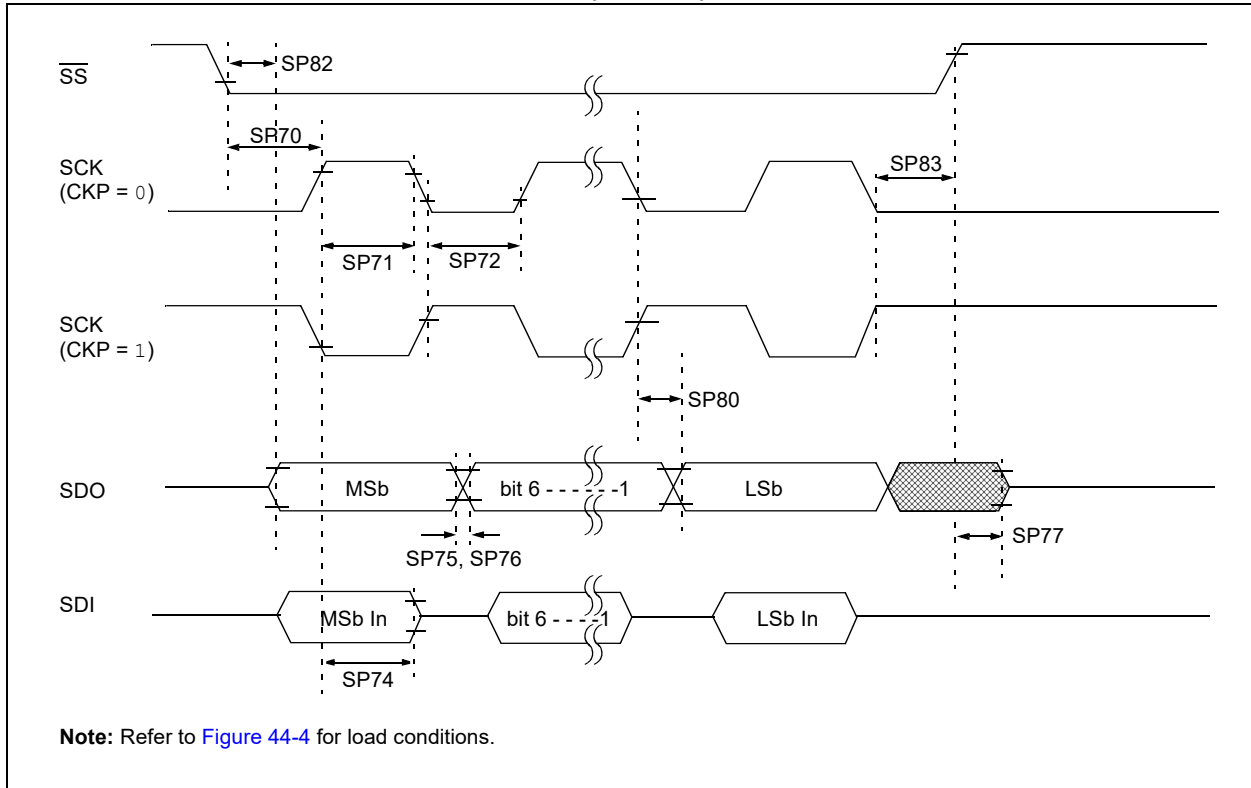 SS
SP82
SP70
SCK
(CKP = 0)
SP83
SP71
SP72
SCK
(CKP = 1)
SP80
SDO
MSb
bit 6 - - - - - -1
LSb
SP75, SP76
SP77
SDI
MSb In
bit 6 - - - -1
LSb In
SP74
Note: Refer to Figure 44-4 for load conditions.